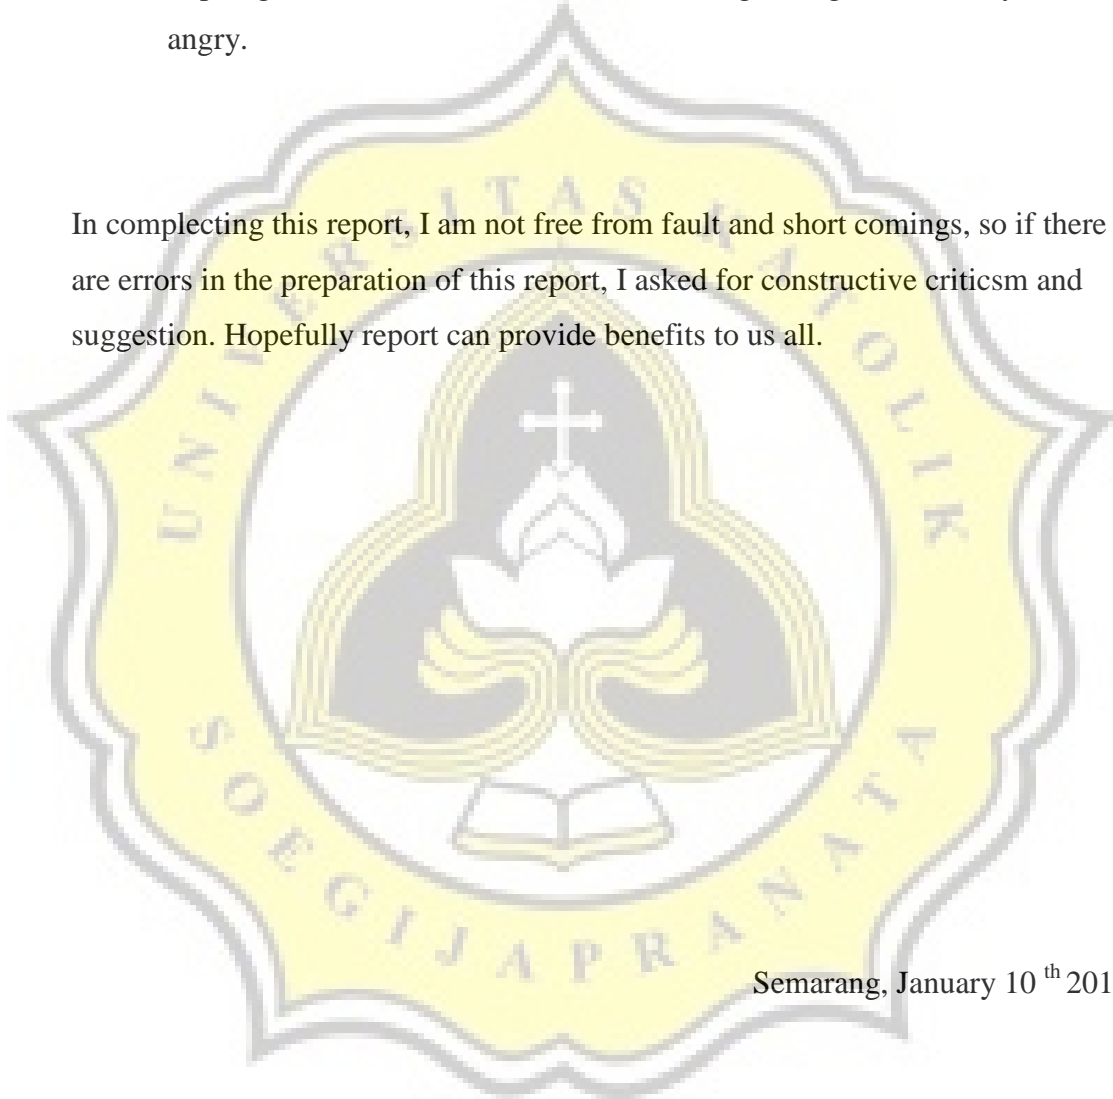 angry.
In complecting this report, I am not free from fault and short comings, so if there
are errors in the preparation of this report, I asked for constructive criticsm and
suggestion. Hopefully report can provide benefits to us all.
UNIVERSITAS KATOLIK
SOEGIJAPRANATA
Semarang, January 10 th 201